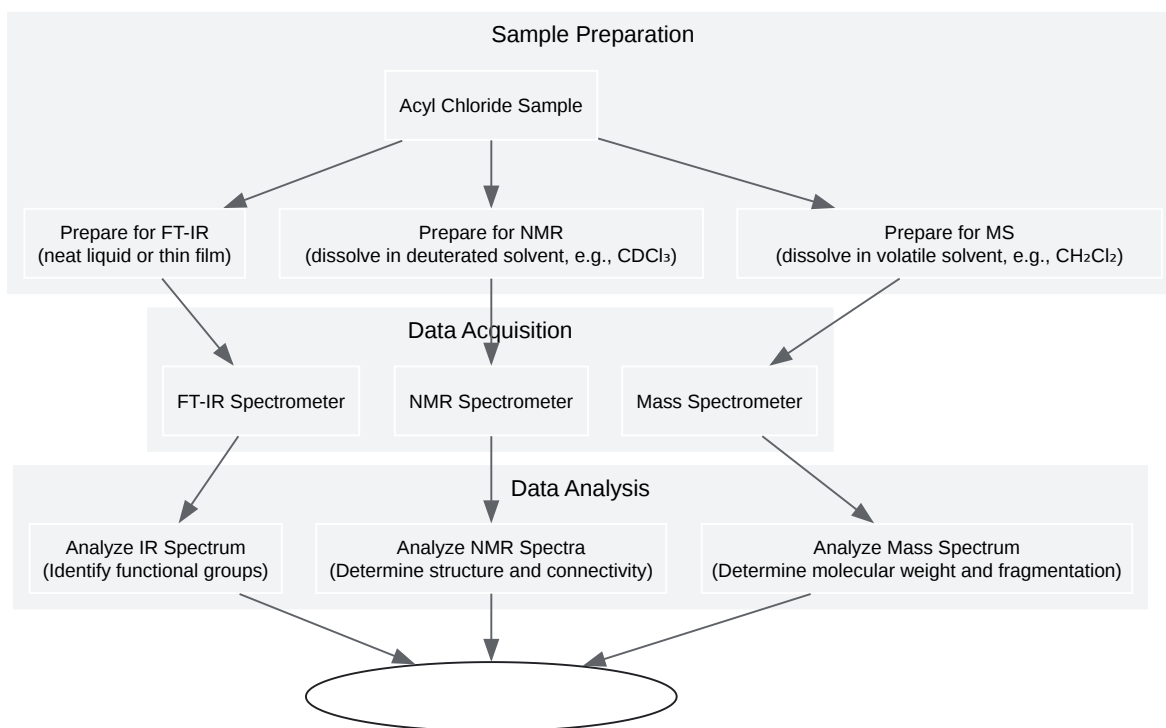 Sample Preparation
Acyl Chloride Sample
Prepare for FT-IR
(neat liquid or thin film)
Prepare for NMR
(dissolve in deuterated solvent, e.g., CDCl₃)
Prepare for MS
(dissolve in volatile solvent, e.g., CH₂Cl₂)
Data Acquisition
FT-IR Spectrometer
NMR Spectrometer
Mass Spectrometer
Data Analysis
Analyze IR Spectrum
(Identify functional groups)
Analyze NMR Spectra
(Determine structure and connectivity)
Analyze Mass Spectrum
(Determine molecular weight and fragmentation)